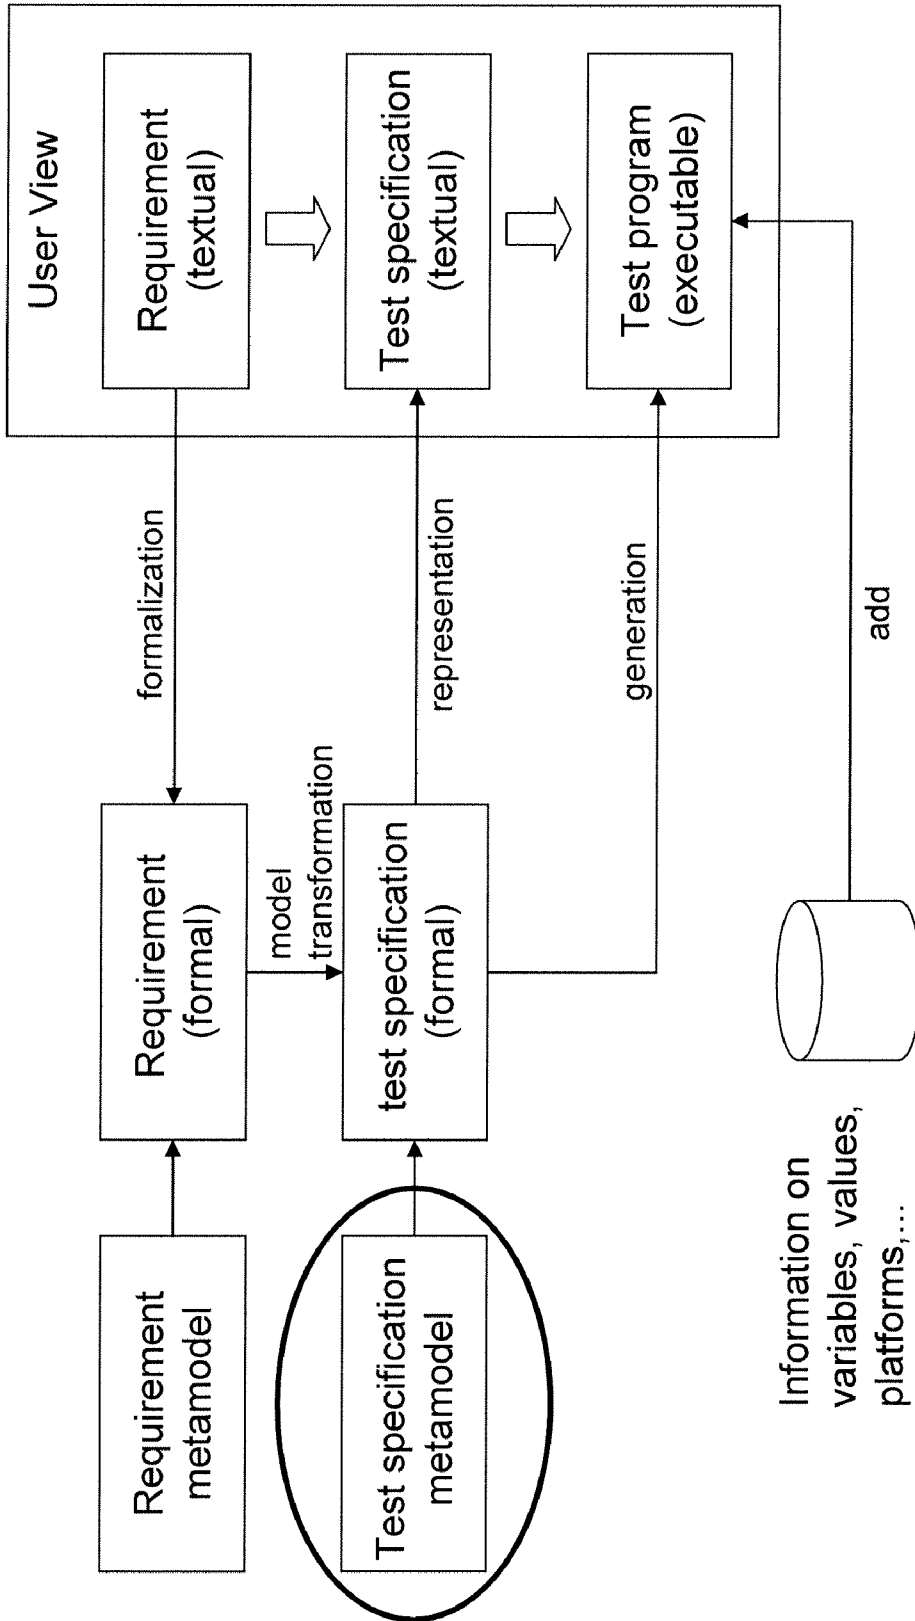 User View
Requirement
metamodel
Requirement
(formal)
formalization
Requirement
(textual)
model
transformation
Test specification
metamodel
test specification
(formal)
representation
Test specification
(textual)
generation
Test program
(executable)
Information on
variables, values,
platforms,...
add